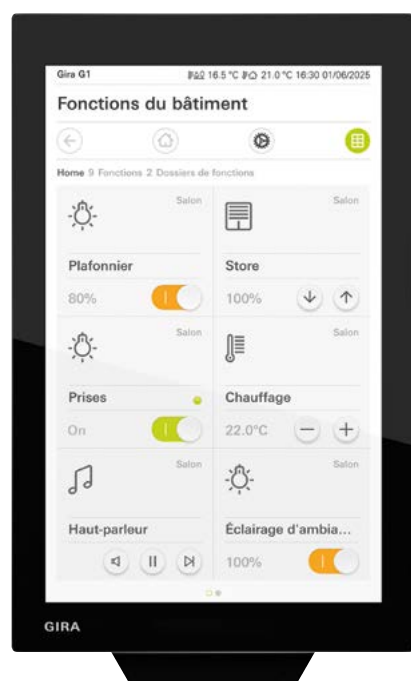 Gira G1 16.5 °C 21.0 °C 16:30 01/06/2025
Fonctions du bâtiment
Home 9 Fonctions 2 Dossiers de fonctions
Salon Salon
Plafonnier Store
80% 100%
Salon Salon
Prises Chauffage
On 22.0°C
Salon Salon
Haut-parleur Éclairage d'ambia...
100%
GIRA